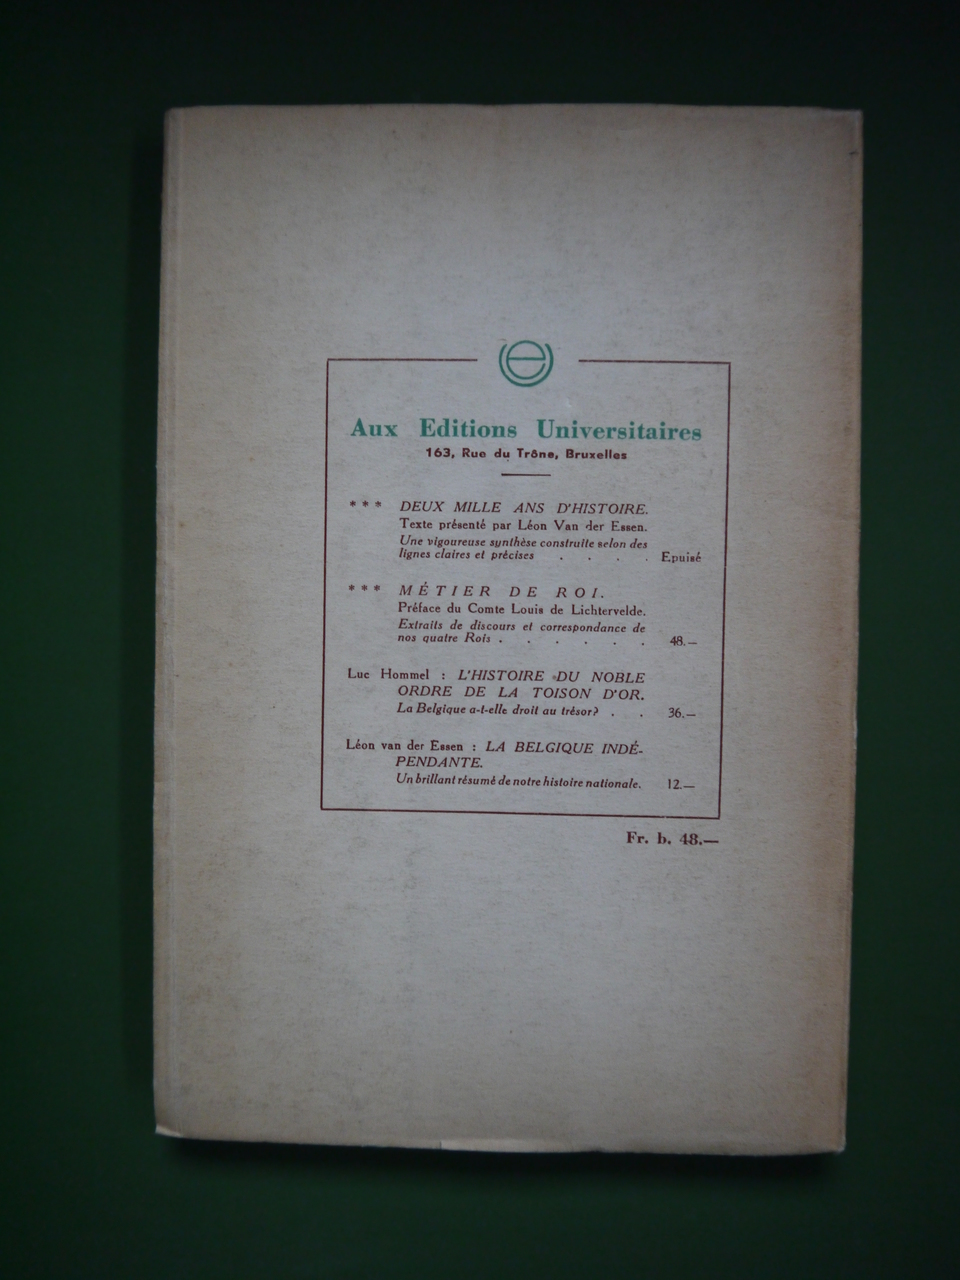 Aux Editions Universitaires
163, Rue du Trône, Bruxelles
*** DEUX MILLE ANS D'HISTOIRE.
Texte présenté par Léon Van der Essen.
Une vigoureuse synthèse construite selon des
lignes claires et précises . . . . Epuisé
*** MÉTIER DE ROI.
Préface du Comte Louis de Lichtervelde.
Extraits de discours et correspondance de
nos quatre Rois . . . . . . 48.—
Luc Hommel : L'HISTOIRE DU NOBLE
ORDRE DE LA TOISON D'OR.
La Belgique a-t-elle droit au trésor? . . 36.—
Léon van der Essen : LA BELGIQUE INDÉ-
PENDANTE.
Un brillant résumé de notre histoire nationale. 12.—
Fr. b. 48.—